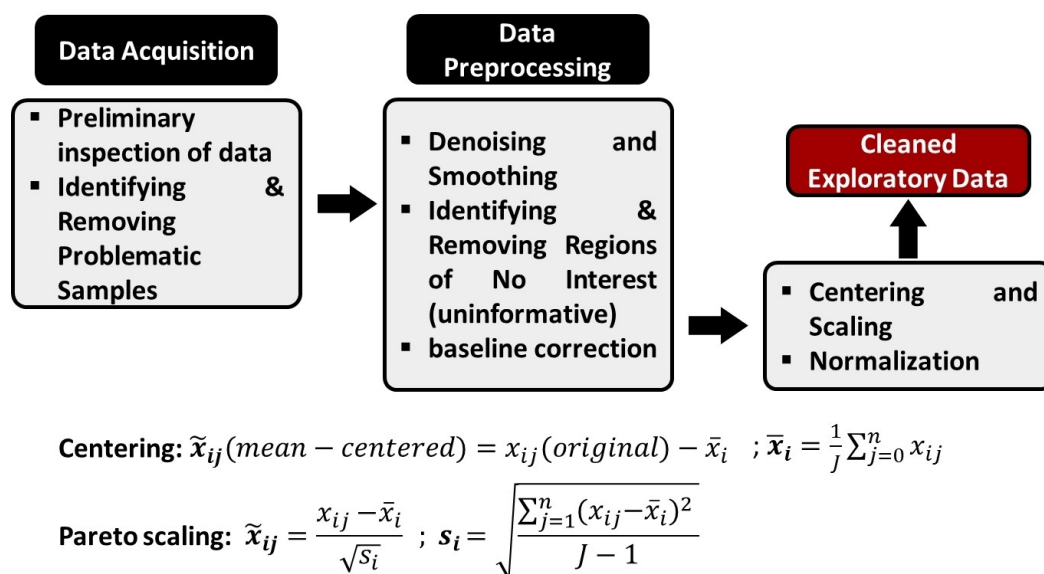 Data Acquisition
▪ Preliminary
inspection of data
▪ Identifying &
Removing
Problematic
Samples
Data
Preprocessing
▪ Denoising and
Smoothing
▪ Identifying &
Removing Regions
of No Interest
(uninformative)
▪ baseline correction
Cleaned
Exploratory Data
▪ Centering and
Scaling
▪ Normalization
Centering: x̃ᵢⱼ(mean − centered) = xᵢⱼ(original) − x̄ᵢ ; x̄ᵢ = 1/J ∑ⁿⱼ₌₀ xᵢⱼ
Pareto scaling: x̃ᵢⱼ = (xᵢⱼ − x̄ᵢ)/√sᵢ ; sᵢ = √(∑ⁿⱼ₌₁(xᵢⱼ−x̄ᵢ)²/(J − 1))